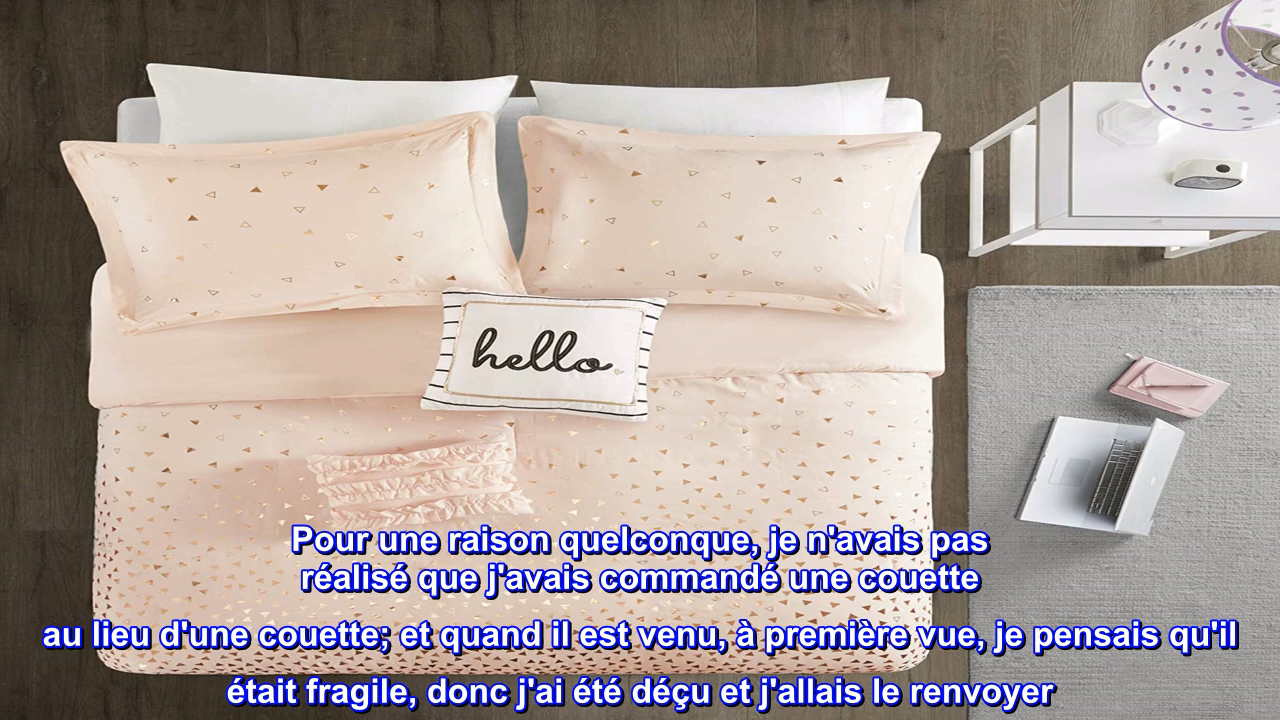 hello
Pour une raison quelconque, je n'avais pas
réalisé que j'avais commandé une couette
au lieu d'une couette; et quand il est venu, à première vue, je pensais qu'il
était fragile, donc j'ai été déçu et j'allais le renvoyer